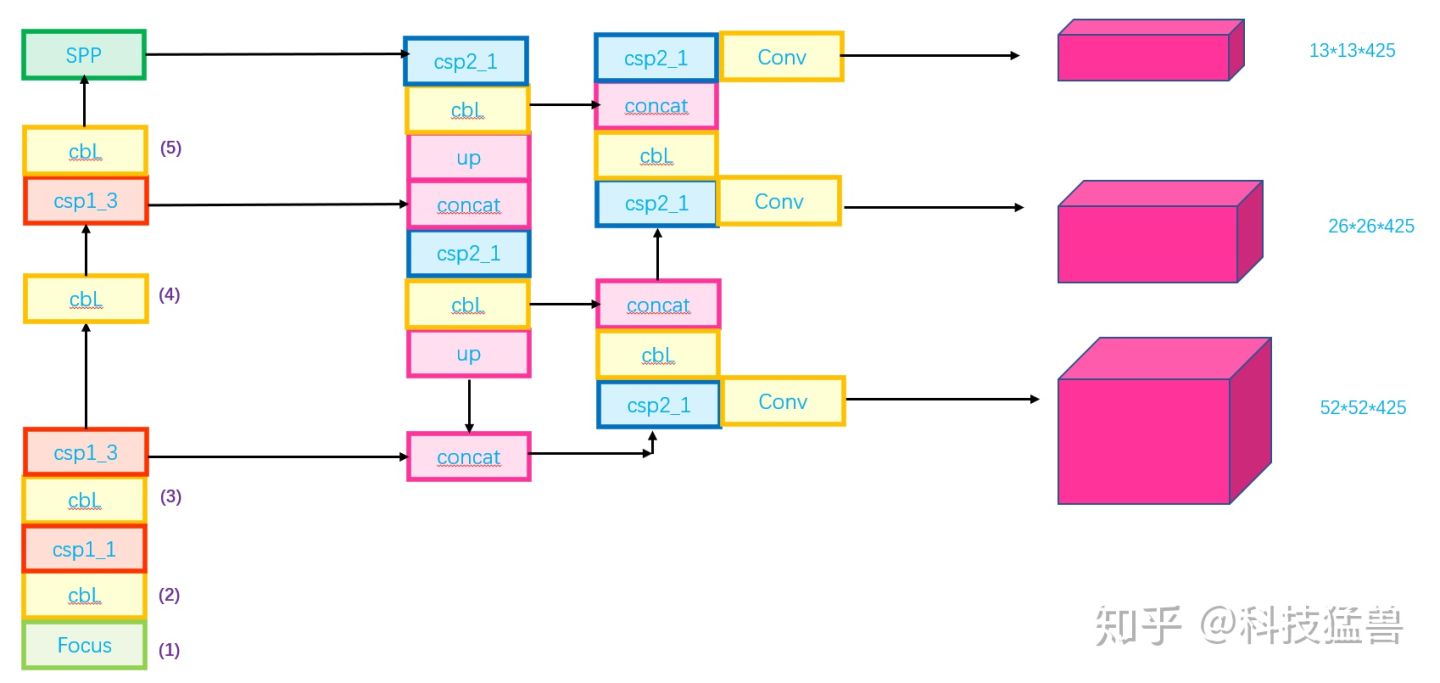 SPP
cbL
(5)
csp1_3
cbL
(4)
csp1_3
cbL
(3)
csp1_1
cbL
(2)
Focus
(1)
csp2_1
cbL
up
concat
csp2_1
cbL
up
concat
csp2_1
Conv
concat
cbL
csp2_1
Conv
concat
cbL
csp2_1
Conv
13*13*425
26*26*425
52*52*425
知乎 @科技猛兽